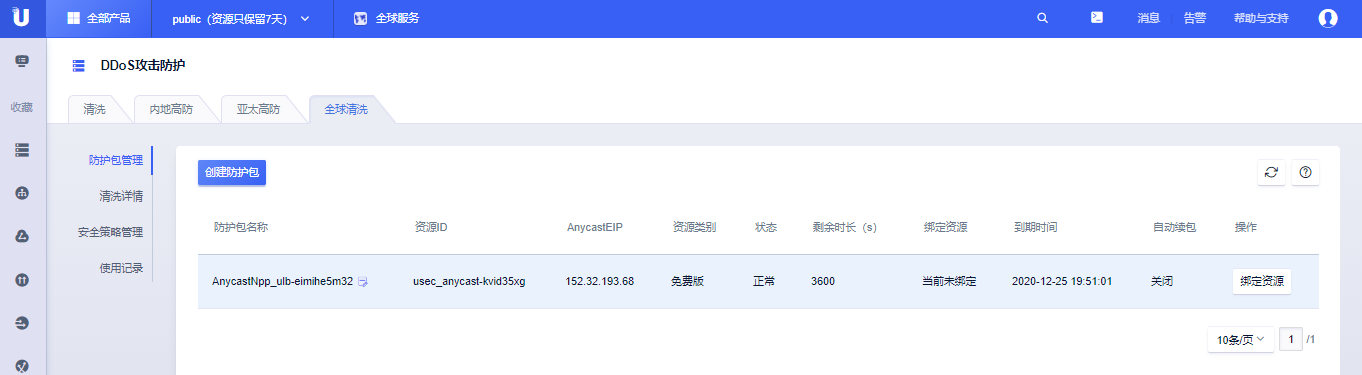 U 全部产品 public（资源只保留7天） 全球服务 消息 告警 帮助与支持
DDoS攻击防护
收藏
清洗 内地高防 亚太高防 全球清洗
防护包管理
清洗详情
安全策略管理
使用记录
创建防护包
防护包名称 资源ID AnycastEIP 资源类别 状态 剩余时长（s） 绑定资源 到期时间 自动续包 操作
AnycastNpp_ulb-eimihe5m32 usec_anycast-kvid35xg 152.32.193.68 免费版 正常 3600 当前未绑定 2020-12-25 19:51:01 关闭 绑定资源
10条/页 1 /1